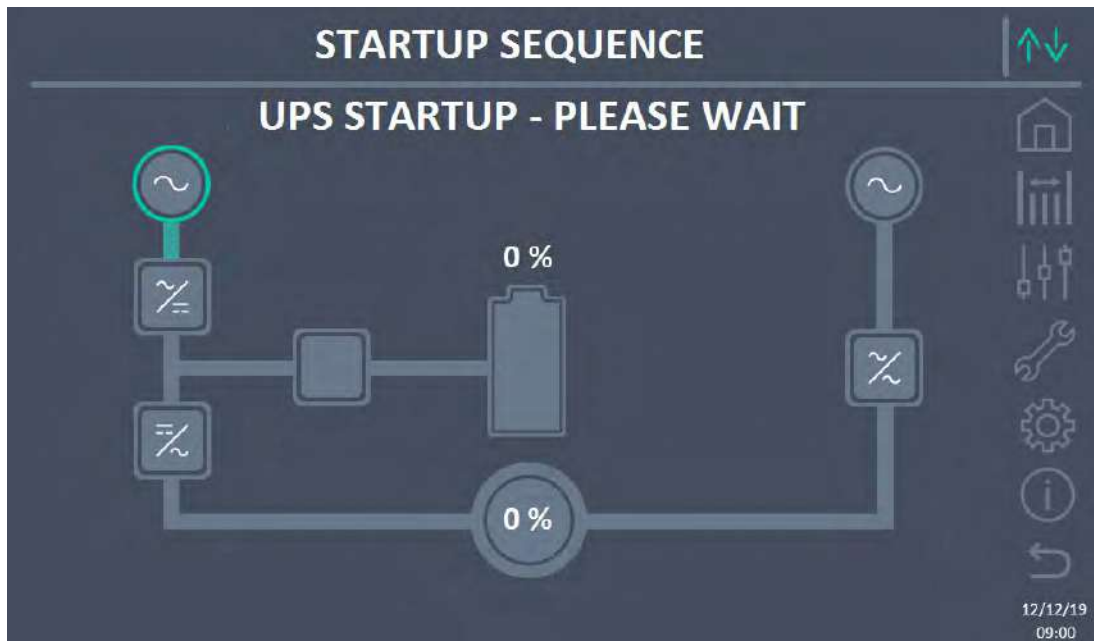 STARTUP SEQUENCE
UPS STARTUP - PLEASE WAIT
0 %
0 %
12/12/19
09:00